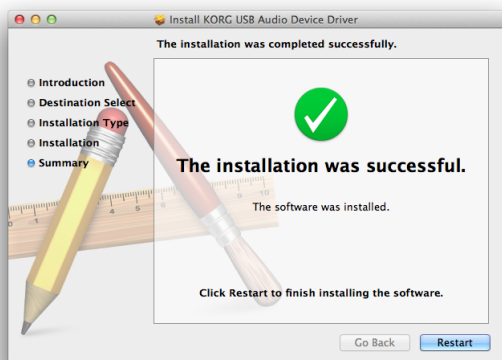 Install KORG USB Audio Device Driver
The installation was completed successfully.
Introduction
Destination Select
Installation Type
Installation
Summary
The installation was successful.
The software was installed.
Click Restart to finish installing the software.
Go Back
Restart